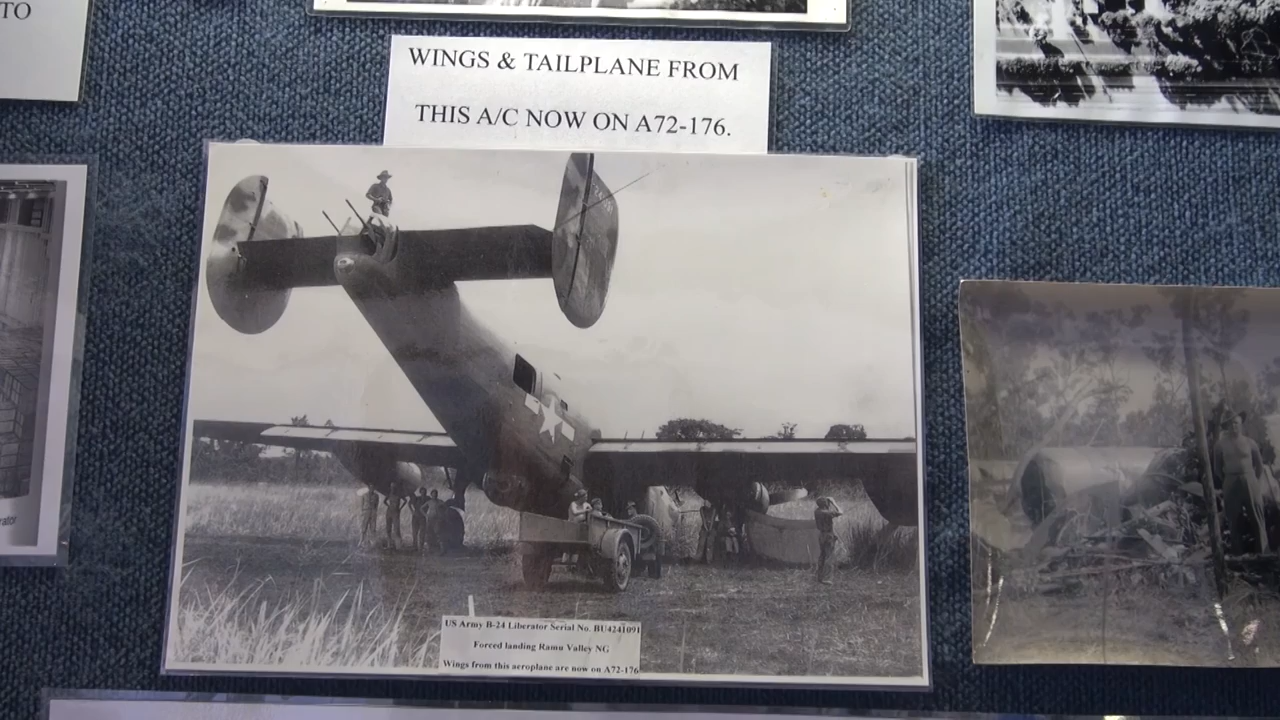 TO
WINGS & TAILPLANE FROM
THIS A/C NOW ON A72-176.
US Army B-24 Liberator Serial No. BU4241091
Forced landing Ramu Valley NG
Wings from this aeroplane are now on A72-176